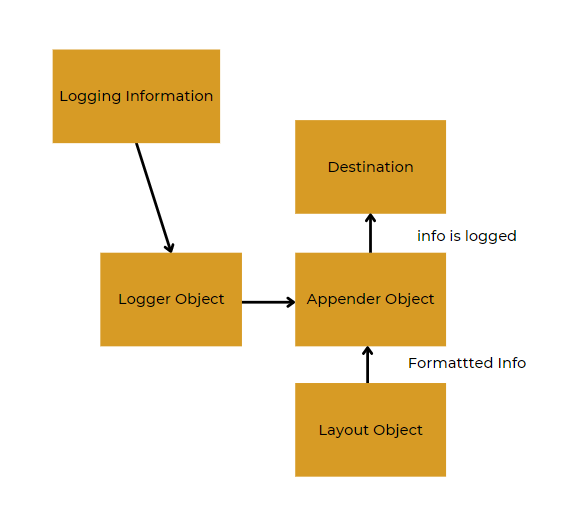 Logging Information
Destination
info is logged
Logger Object
Appender Object
Formattted Info
Layout Object